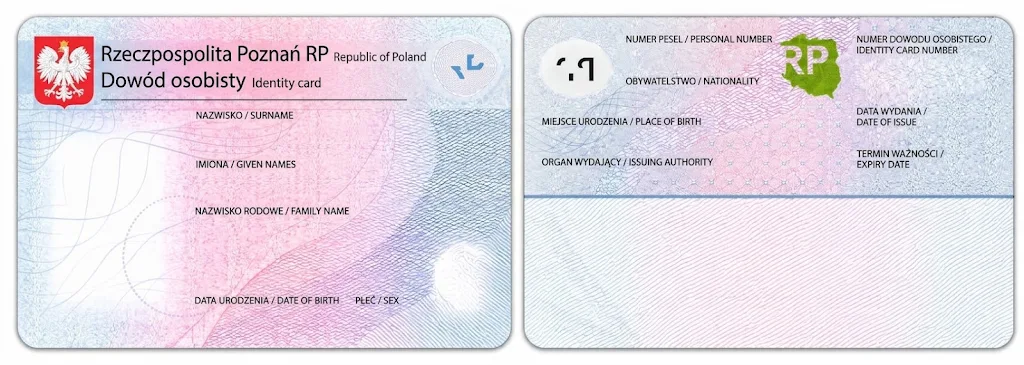 Rzeczpospolita Poznań RP Republic of Poland
Dowód osobisty Identity card
NAZWISKO / SURNAME
IMIONA / GIVEN NAMES
NAZWISKO RODOWE / FAMILY NAME
DATA URODZENIA / DATE OF BIRTH PŁEĆ / SEX
NUMER PESEL / PERSONAL NUMBER
OBYWATELSTWO / NATIONALITY
MIEJSCE URODZENIA / PLACE OF BIRTH
ORGAN WYDAJĄCY / ISSUING AUTHORITY
RP
NUMER DOWODU OSOBISTEGO /
IDENTITY CARD NUMBER
DATA WYDANIA /
DATE OF ISSUE
TERMIN WAŻNOŚCI /
EXPIRY DATE